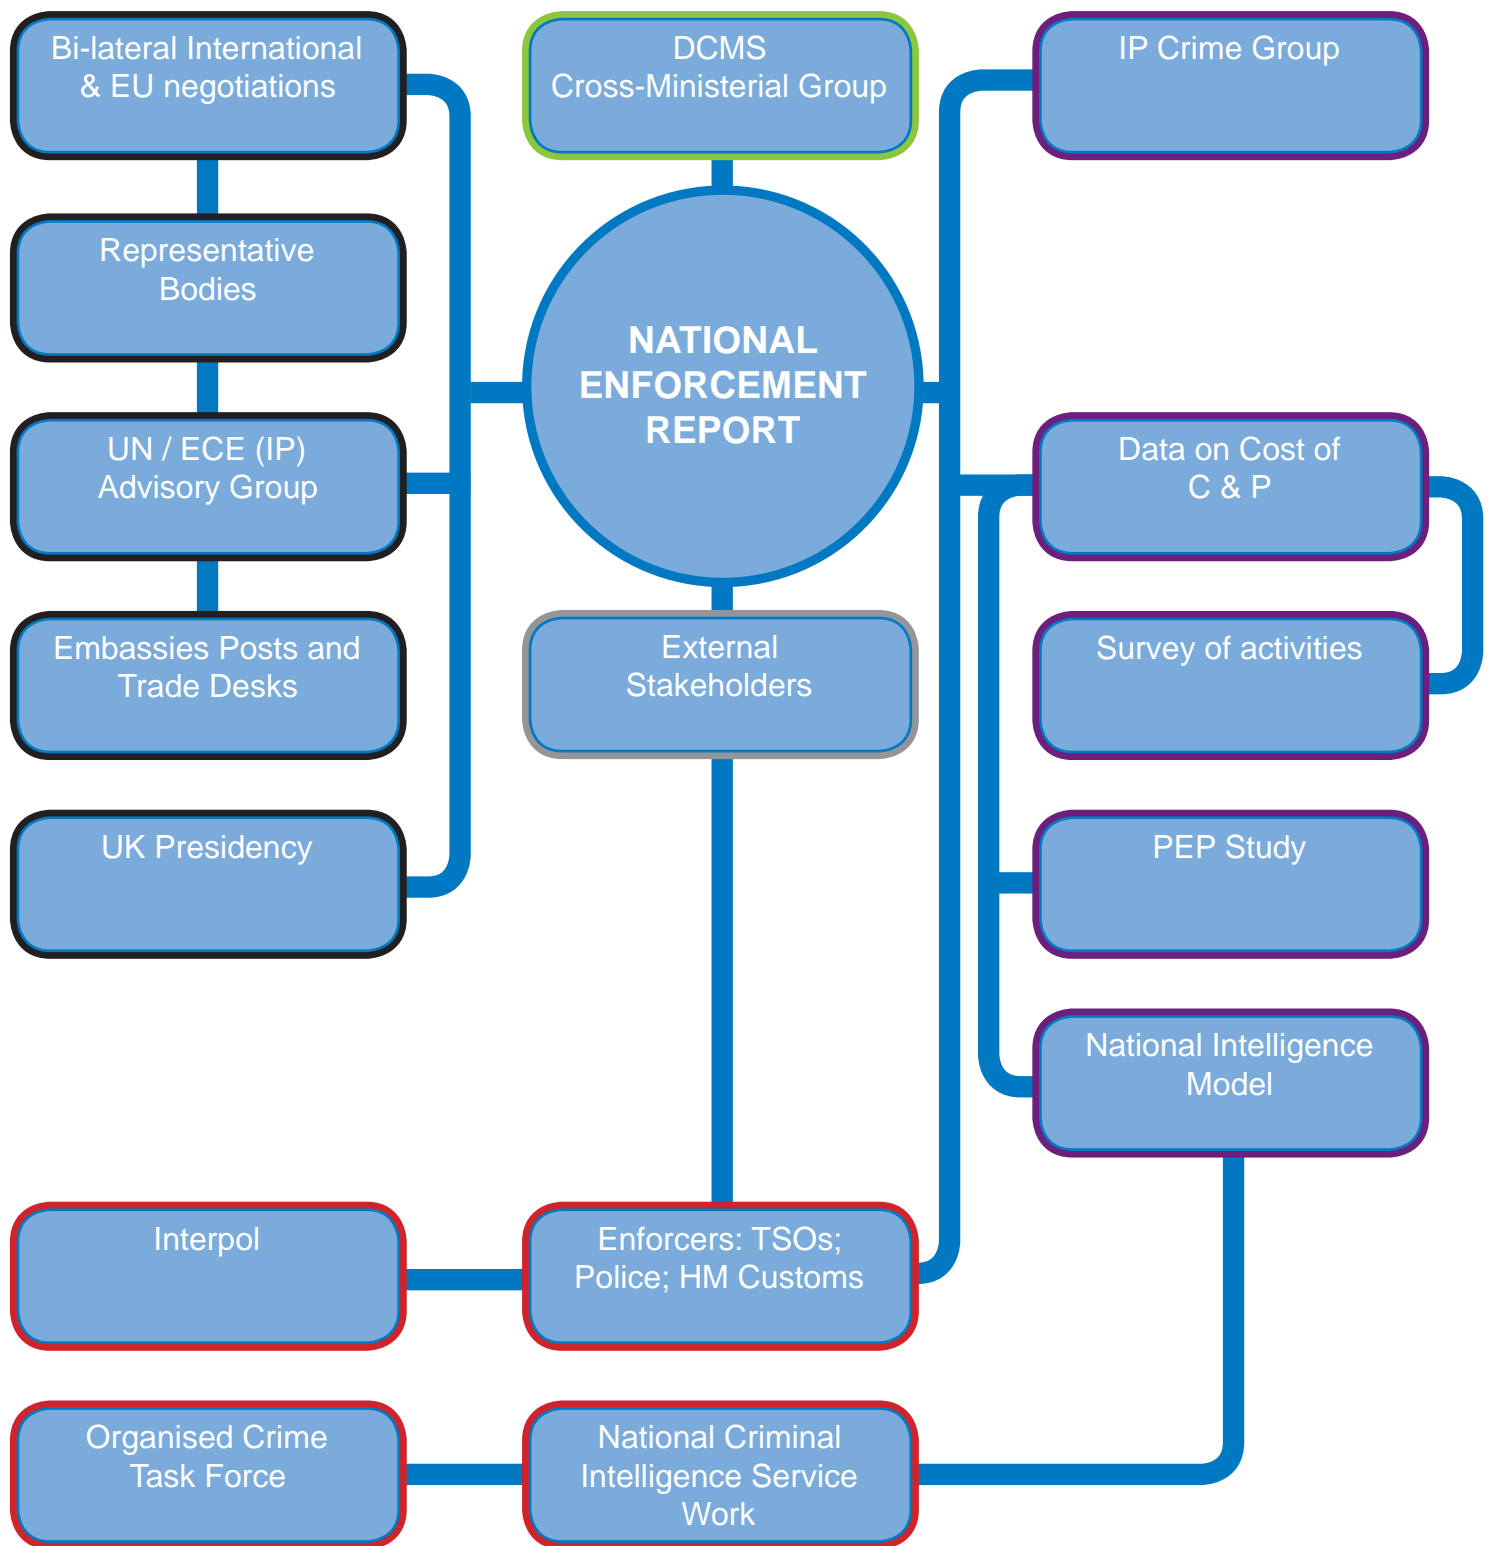 Bi-lateral International
& EU negotiations
DCMS
Cross-Ministerial Group
IP Crime Group
Representative
Bodies
NATIONAL
ENFORCEMENT
REPORT
UN / ECE (IP)
Advisory Group
Data on Cost of
C & P
Embassies Posts and
Trade Desks
External
Stakeholders
Survey of activities
UK Presidency
PEP Study
National Intelligence
Model
Interpol
Enforcers: TSOs;
Police; HM Customs
Organised Crime
Task Force
National Criminal
Intelligence Service
Work